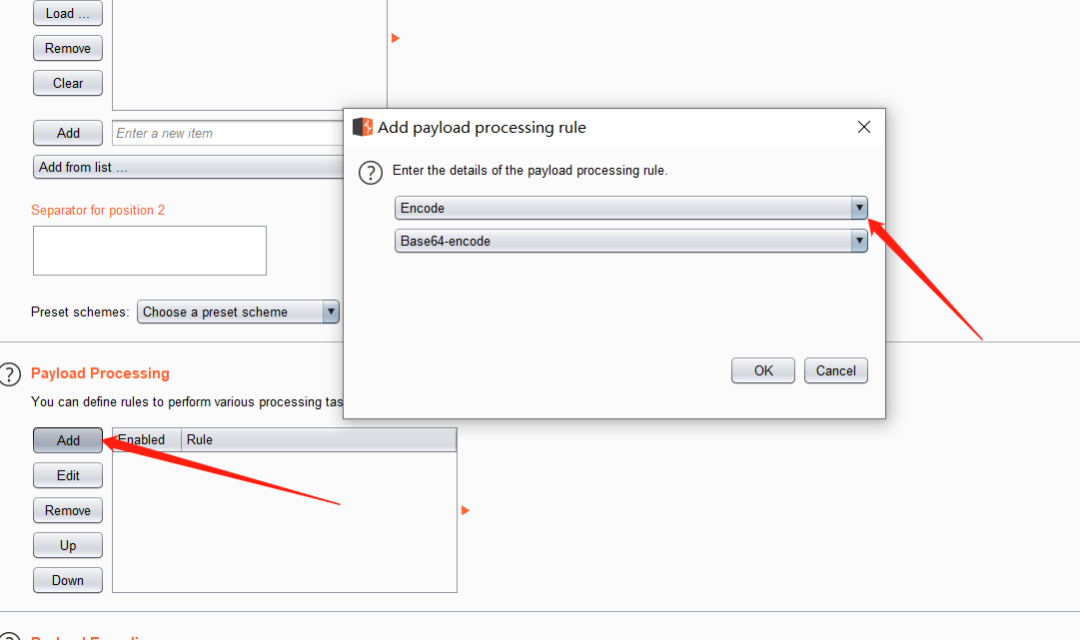 Load ...
Remove
Clear
Add
Enter a new item
Add from list ...
Separator for position 2
Preset schemes:
Choose a preset scheme
Add payload processing rule
Enter the details of the payload processing rule.
Encode
Base64-encode
OK
Cancel
Payload Processing
You can define rules to perform various processing tas
Add
Enabled
Rule
Edit
Remove
Up
Down